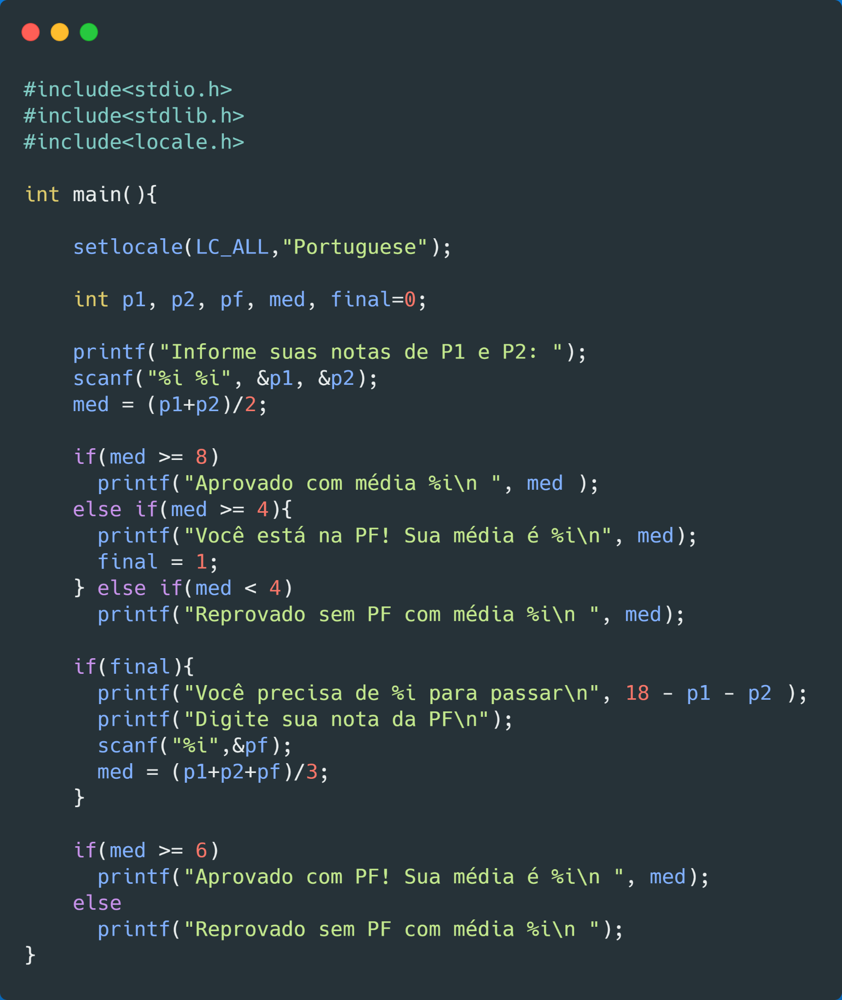 #include<stdio.h>
#include<stdlib.h>
#include<locale.h>
int main(){
setlocale(LC_ALL,"Portuguese");
int p1, p2, pf, med, final=0;
printf("Informe suas notas de P1 e P2: ");
scanf("%i %i", &p1, &p2);
med = (p1+p2)/2;
if(med >= 8)
printf("Aprovado com média %i\n ", med );
else if(med >= 4){
printf("Você está na PF! Sua média é %i\n", med);
final = 1;
} else if(med < 4)
printf("Reprovado sem PF com média %i\n ", med);
if(final){
printf("Você precisa de %i para passar\n", 18 - p1 - p2 );
printf("Digite sua nota da PF\n");
scanf("%i",&pf);
med = (p1+p2+pf)/3;
}
if(med >= 6)
printf("Aprovado com PF! Sua média é %i\n ", med);
else
printf("Reprovado sem PF com média %i\n ");
}